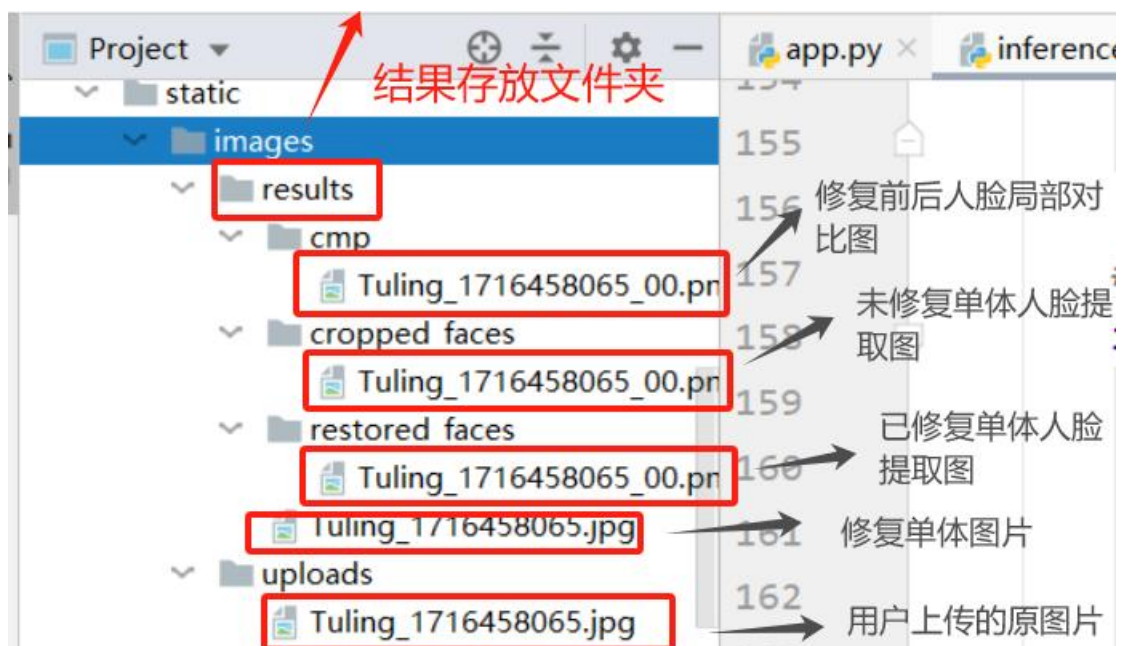 Project
app.py
inference
static
结果存放文件夹
images
155
results
156
修复前后人脸局部对
比图
cmp
Tuling_1716458065_00.pn
157
未修复单体人脸提
取图
cropped_faces
158
Tuling_1716458065_00.pn
159
restored_faces
已修复单体人脸
提取图
Tuling_1716458065_00.pn
160
Tuling_1716458065.jpg
161
修复单体图片
uploads
162
Tuling_1716458065.jpg
用户上传的原图片